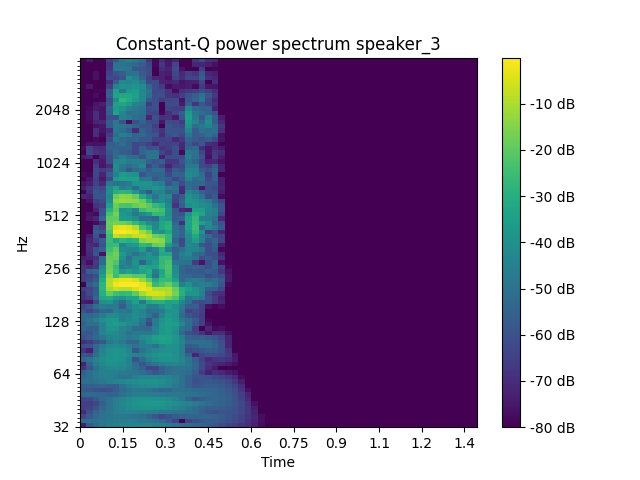 Constant-Q power spectrum speaker_3
Hz
2048
1024
512
256
128
64
32
0 0.15 0.3 0.45 0.6 0.75 0.9 1.1 1.2 1.4
Time
-10 dB
-20 dB
-30 dB
-40 dB
-50 dB
-60 dB
-70 dB
-80 dB